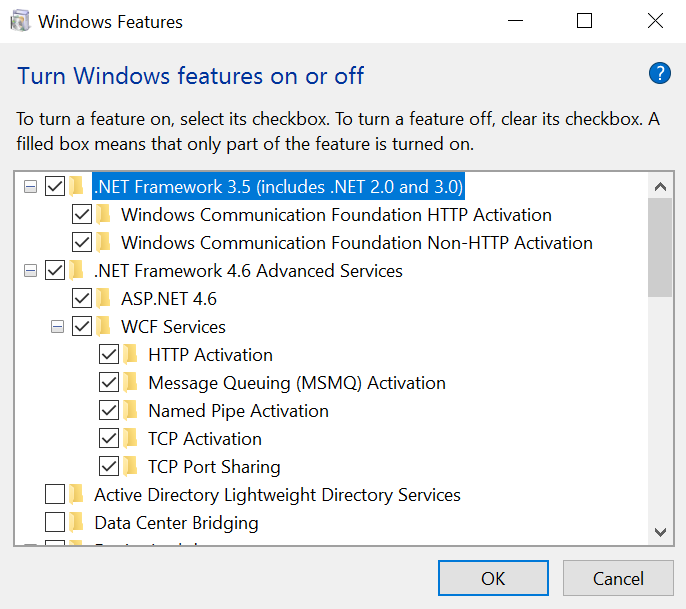 Windows Features
Turn Windows features on or off
?
To turn a feature on, select its checkbox. To turn a feature off, clear its checkbox. A
filled box means that only part of the feature is turned on.
.NET Framework 3.5 (includes .NET 2.0 and 3.0)
Windows Communication Foundation HTTP Activation
Windows Communication Foundation Non-HTTP Activation
.NET Framework 4.6 Advanced Services
ASP.NET 4.6
WCF Services
HTTP Activation
Message Queuing (MSMQ) Activation
Named Pipe Activation
TCP Activation
TCP Port Sharing
Active Directory Lightweight Directory Services
Data Center Bridging
OK
Cancel